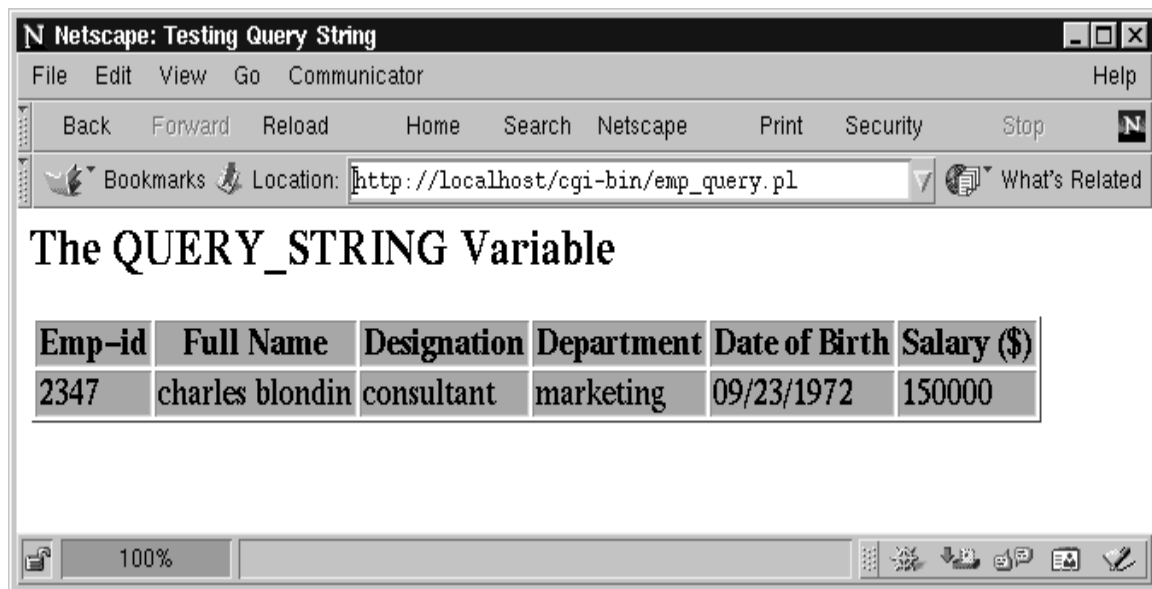 N Netscape: Testing Query String
File Edit View Go Communicator Help
Back Forward Reload Home Search Netscape Print Security Stop N
Bookmarks Location: http://localhost/cgi-bin/emp_query.pl What's Related
The QUERY_STRING Variable
Emp-id Full Name Designation Department Date of Birth Salary ($)
2347 charles blondin consultant marketing 09/23/1972 150000
100%